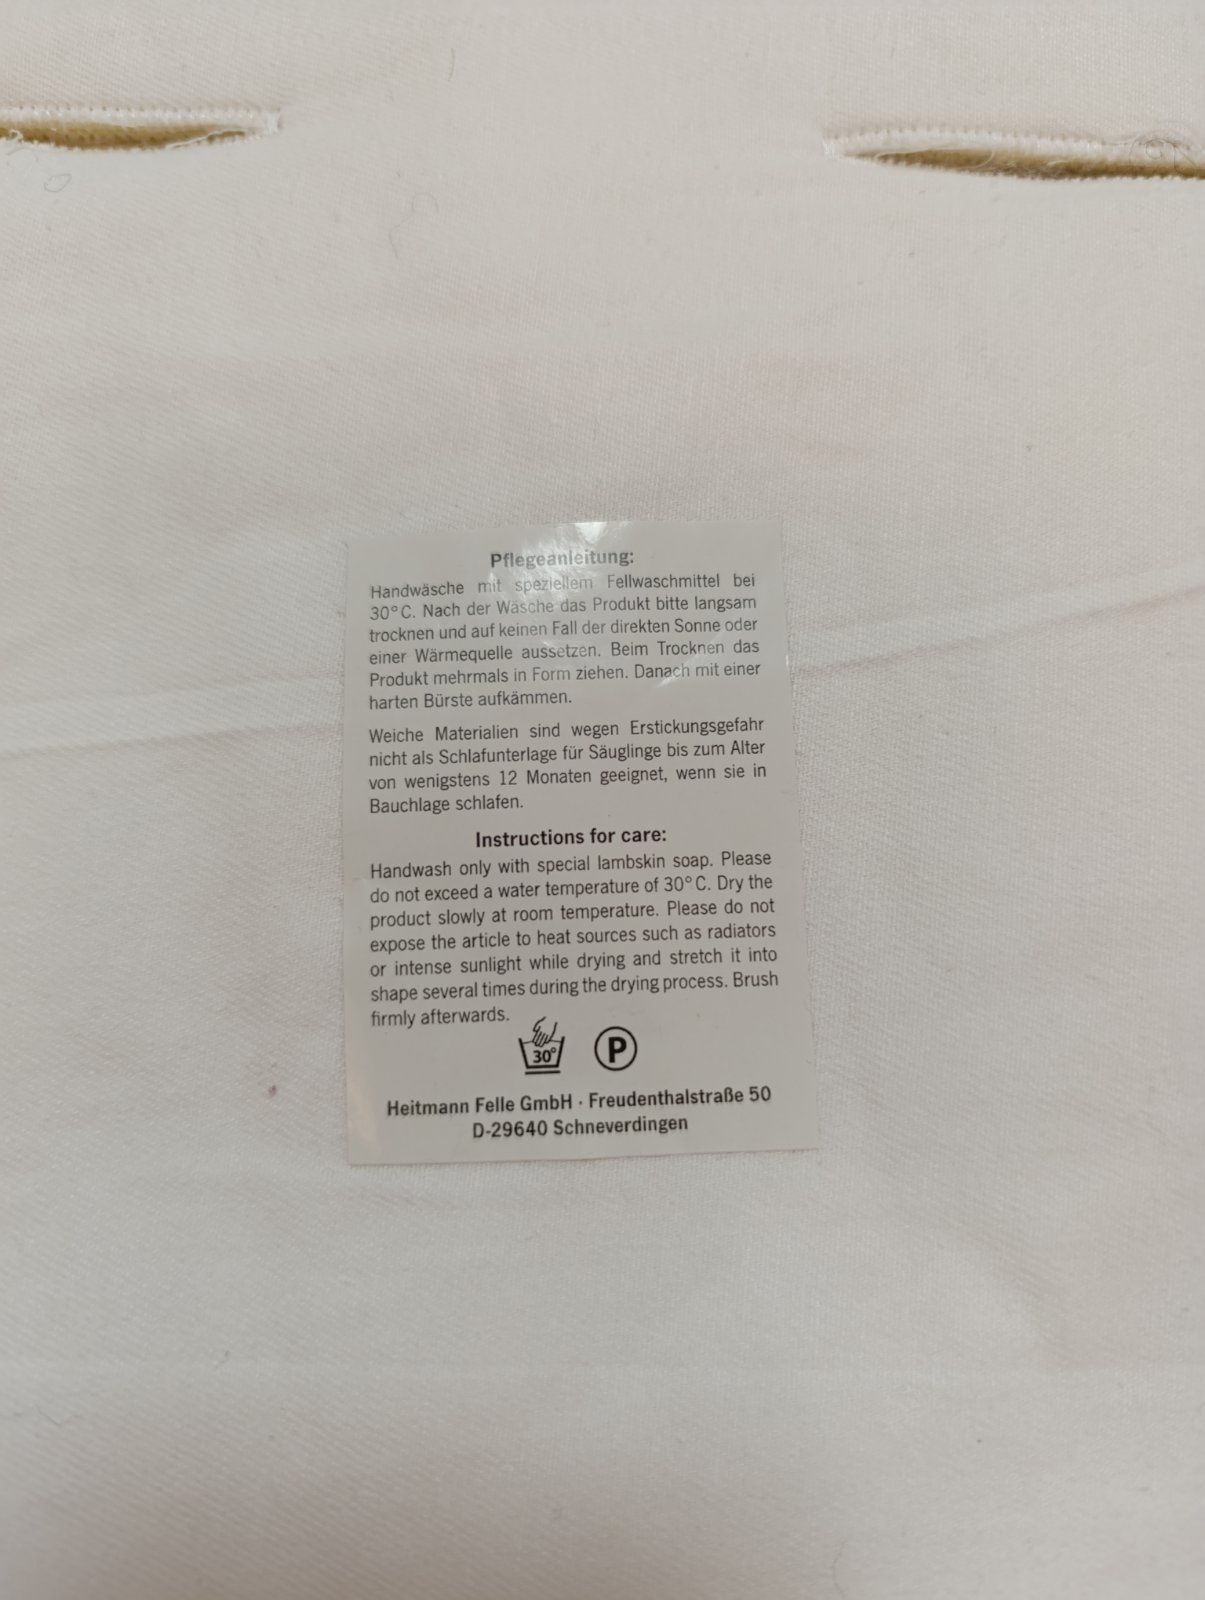 Pflegeanleitung:
Handwäsche mit speziellem Fellwaschmittel bei
30°C. Nach der Wäsche das Produkt bitte langsam
trocknen und auf keinen Fall der direkten Sonne oder
einer Wärmequelle aussetzen. Beim Trocknen das
Produkt mehrmals in Form ziehen. Danach mit einer
harten Bürste aufkämmen.
Weiche Materialien sind wegen Erstickungsgefahr
nicht als Schlafunterlage für Säuglinge bis zum Alter
von wenigstens 12 Monaten geeignet, wenn sie in
Bauchlage schlafen.
Instructions for care:
Handwash only with special lambskin soap. Please
do not exceed a water temperature of 30°C. Dry the
product slowly at room temperature. Please do not
expose the article to heat sources such as radiators
or intense sunlight while drying and stretch it into
shape several times during the drying process. Brush
firmly afterwards.
30° P
Heitmann Felle GmbH · Freudenthalstraße 50
D-29640 Schneverdingen